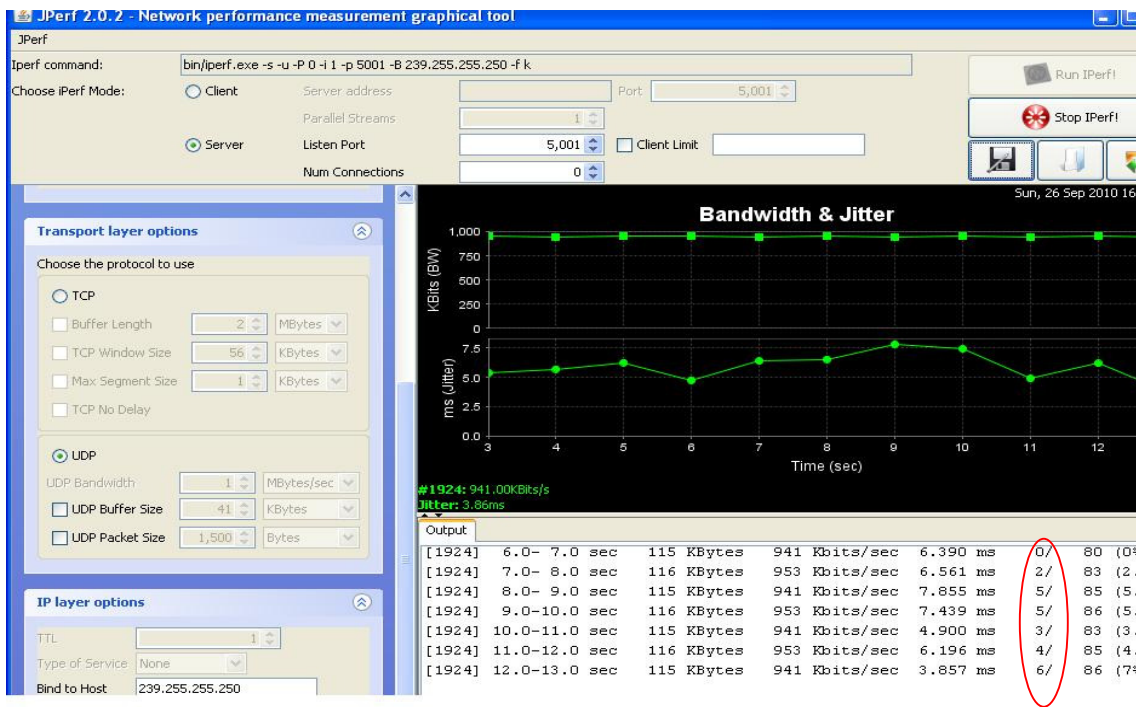 JPerf 2.0.2 - Network performance measurement graphical tool
JPerf
Iperf command: bin/iperf.exe -s -u -P 0 -i 1 -p 5001 -B 239.255.255.250 -f k
Run IPerf!
Choose iPerf Mode: Client Server address Port 5,001
Parallel Streams 1
Stop IPerf!
Server Listen Port 5,001 Client Limit
Num Connections 0
Transport layer options
Choose the protocol to use
TCP
Buffer Length 2 MBytes
TCP Window Size 56 KBytes
Max Segment Size 1 KBytes
TCP No Delay
UDP
UDP Bandwidth 1 MBytes/sec
UDP Buffer Size 41 KBytes
UDP Packet Size 1,500 Bytes
IP layer options
TTL 1
Type of Service None
Bind to Host 239.255.255.250
Sun, 26 Sep 2010 16
Bandwidth & Jitter
KBits (BW)
1,000
750
500
250
0
ms (Jitter)
7.5
5.0
2.5
0.0
3 4 5 6 7 8 9 10 11 12
Time (sec)
#1924: 941.00KBits/s
Jitter: 3.86ms
Output
[1924] 6.0- 7.0 sec 115 KBytes 941 Kbits/sec 6.390 ms 0/ 80 (0%
[1924] 7.0- 8.0 sec 116 KBytes 953 Kbits/sec 6.561 ms 2/ 83 (2.
[1924] 8.0- 9.0 sec 115 KBytes 941 Kbits/sec 7.855 ms 5/ 85 (5.
[1924] 9.0-10.0 sec 116 KBytes 953 Kbits/sec 7.439 ms 5/ 86 (5.
[1924] 10.0-11.0 sec 115 KBytes 941 Kbits/sec 4.900 ms 3/ 83 (3.
[1924] 11.0-12.0 sec 116 KBytes 953 Kbits/sec 6.196 ms 4/ 85 (4.
[1924] 12.0-13.0 sec 115 KBytes 941 Kbits/sec 3.857 ms 6/ 86 (7%